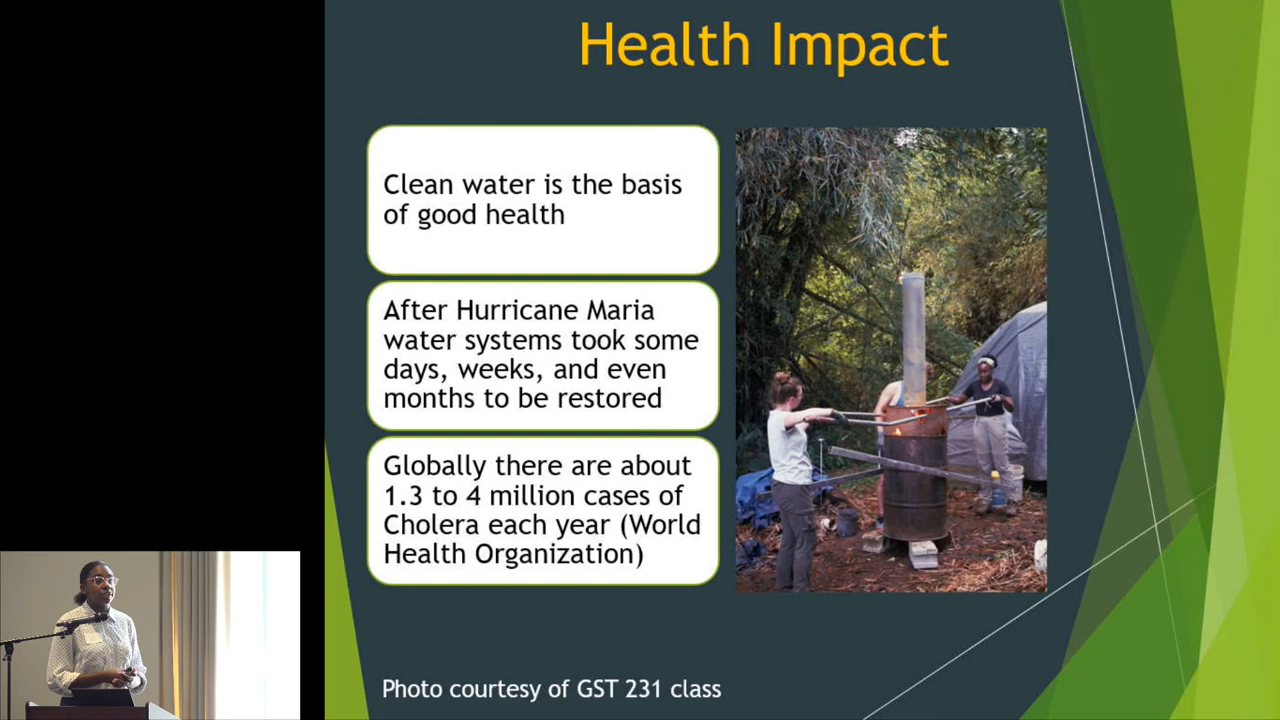 Health Impact
Clean water is the basis
of good health
After Hurricane Maria
water systems took some
days, weeks, and even
months to be restored
Globally there are about
1.3 to 4 million cases of
Cholera each year (World
Health Organization)
Photo courtesy of GST 231 class